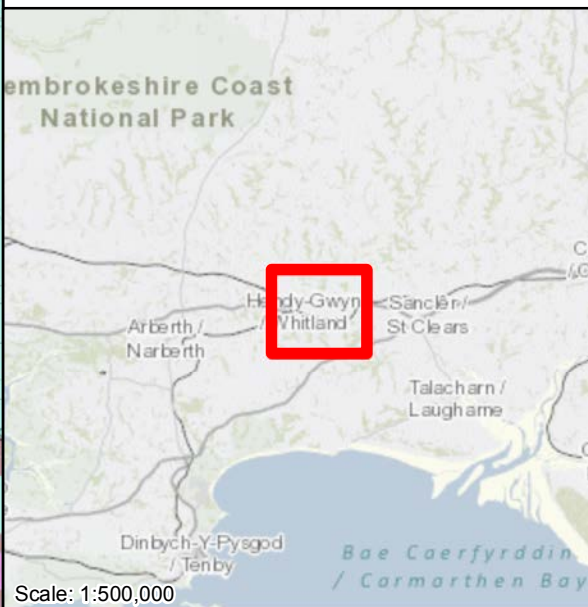 embrokeshire Coast
National Park
Hendy-Gwyn
/ Whitland
Sanclêr /
St Clears
Arberth /
Narberth
Talacharn /
Laugharne
Dinbych-Y-Pysgod
/ Tenby
Bae Caerfyrddin
/ Carmarthen Bay
Scale: 1:500,000